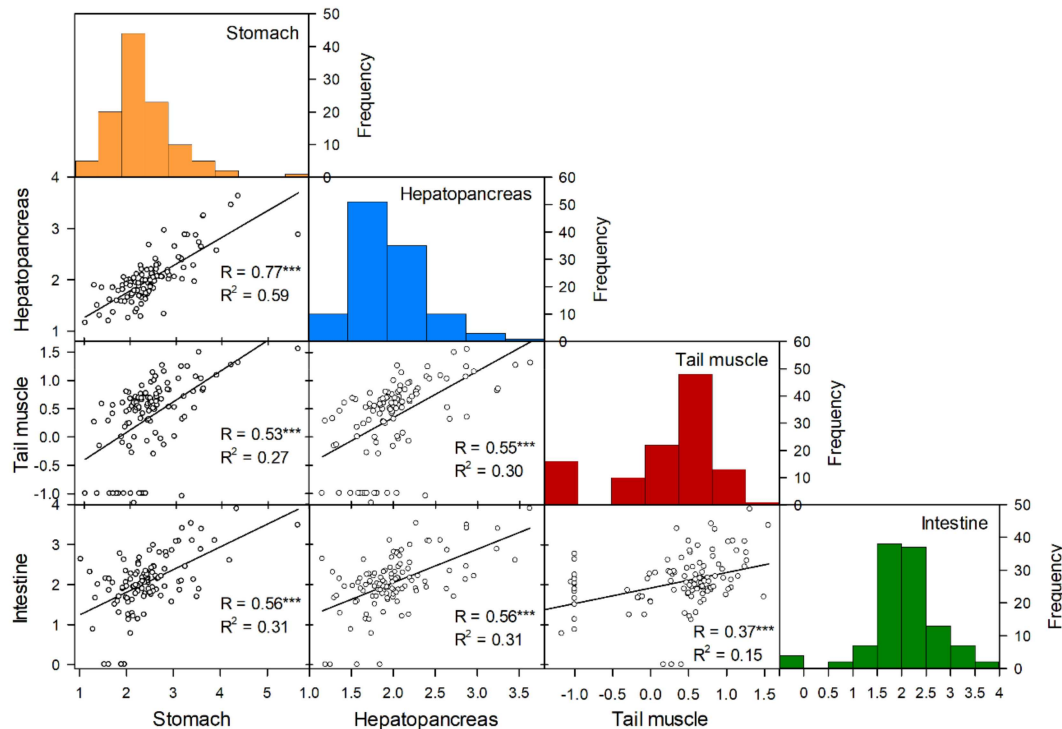 50
Stomach
40
30
20
10
0
Frequency
4
3
2
1
Hepatopancreas
R = 0.77***
R² = 0.59
60
Hepatopancreas
50
40
30
20
10
0
Frequency
1.5
1.0
0.5
0.0
-0.5
-1.0
Tail muscle
R = 0.53***
R² = 0.27
R = 0.55***
R² = 0.30
60
Tail muscle
50
40
30
20
10
0
Frequency
4
3
2
1
0
Intestine
R = 0.56***
R² = 0.31
R = 0.56***
R² = 0.31
R = 0.37***
R² = 0.15
50
Intestine
40
30
20
10
0
Frequency
1 2 3 4 5 1.0 1.5 2.0 2.5 3.0 3.5 -1.0 0.0 0.5 1.5 0 0.5 1 1.5 2 2.5 3 3.5 4
Stomach Hepatopancreas Tail muscle